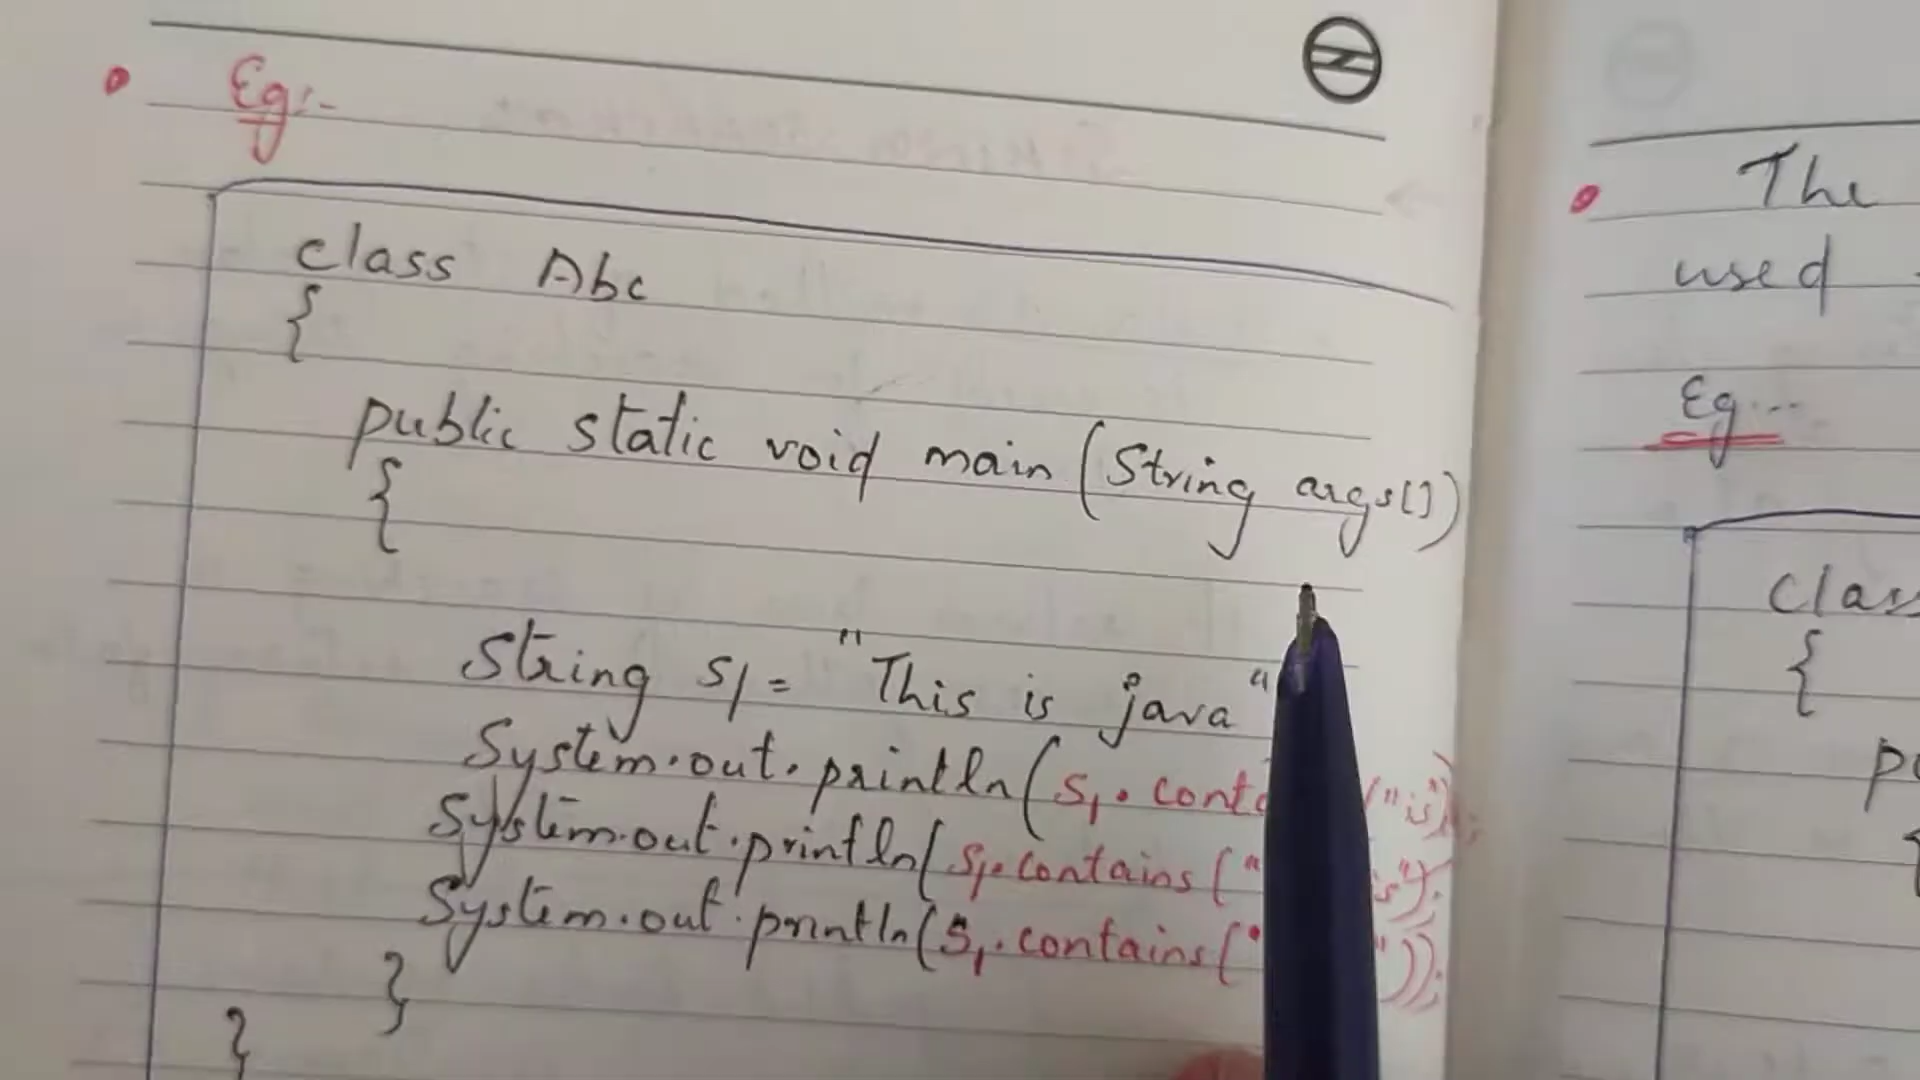 Eg:-
class Abc
{
public static void main (String args[])
{
String s1 = "This is java"
System.out.println(s1. ("is"));
System.out.println(s1.contains("
System.out.println(s1.contains(" "));
}
}
The
used
Eg:-
{